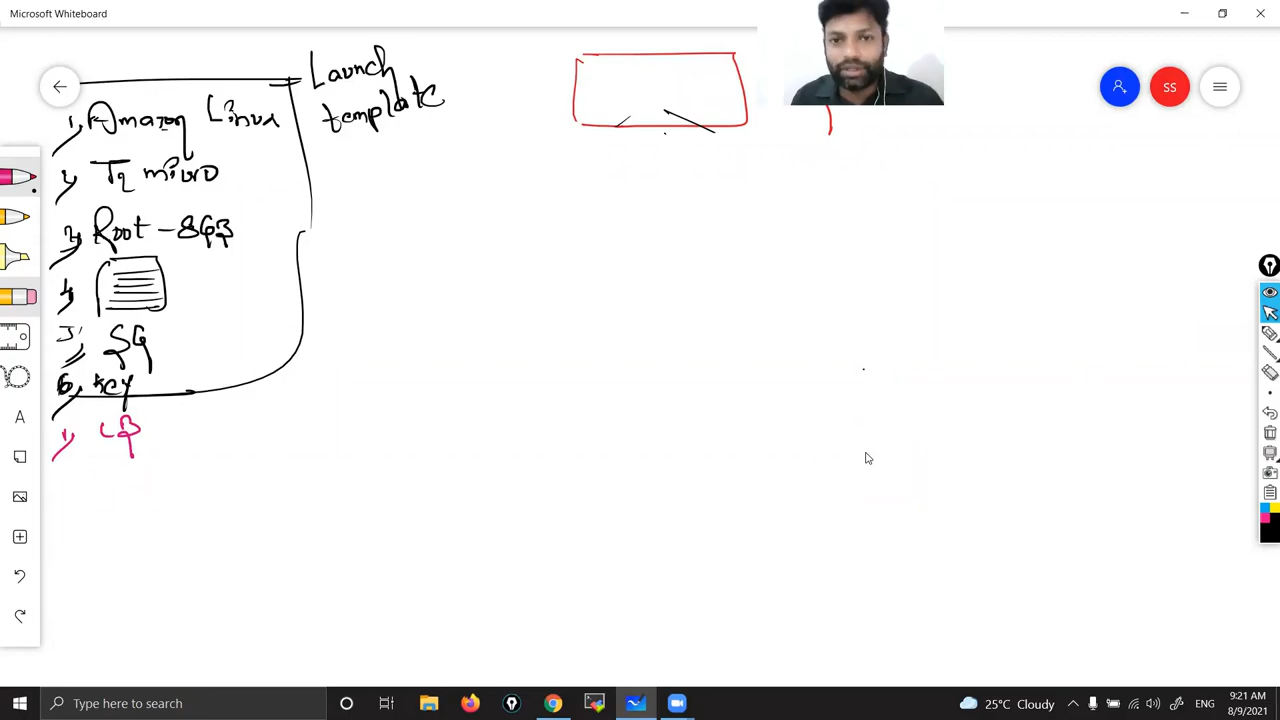 Microsoft Whiteboard
Launch
template
1, Amazon Linux
2, T2 micro
3, Root - 8GB
4,
5, SG
6, key
1, LB
SS
A
Type here to search
25°C Cloudy
ENG
9:21 AM
8/9/2021